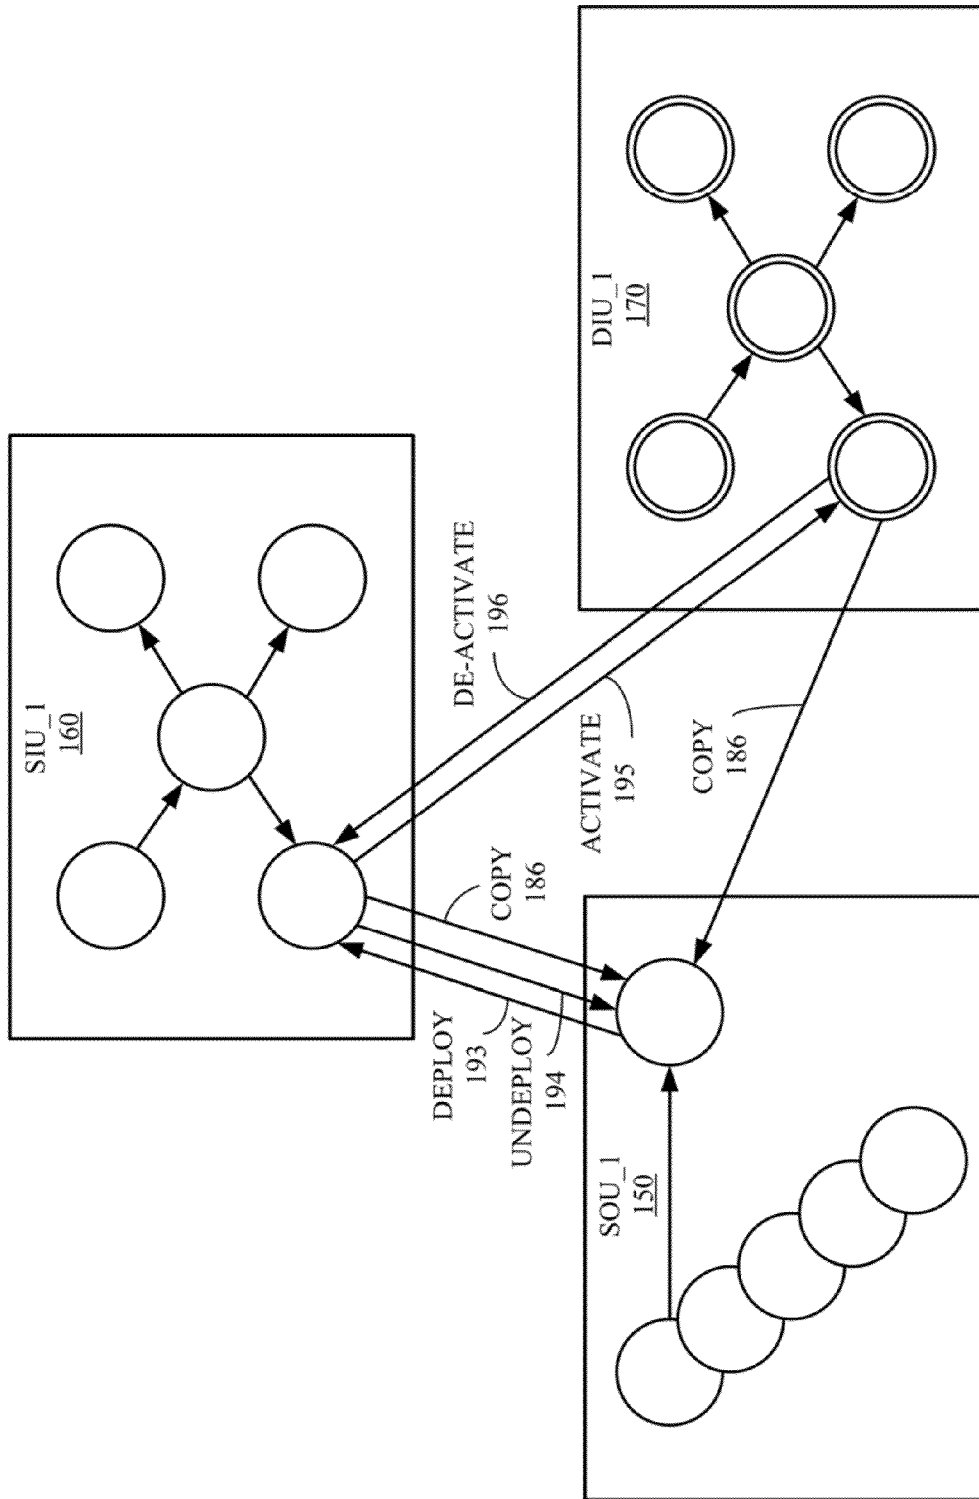 SIU_1
160
DE-ACTIVATE
196
ACTIVATE
195
COPY
186
COPY
186
DEPLOY
193
UNDEPLOY
194
DIU_1
170
SOU_1
150